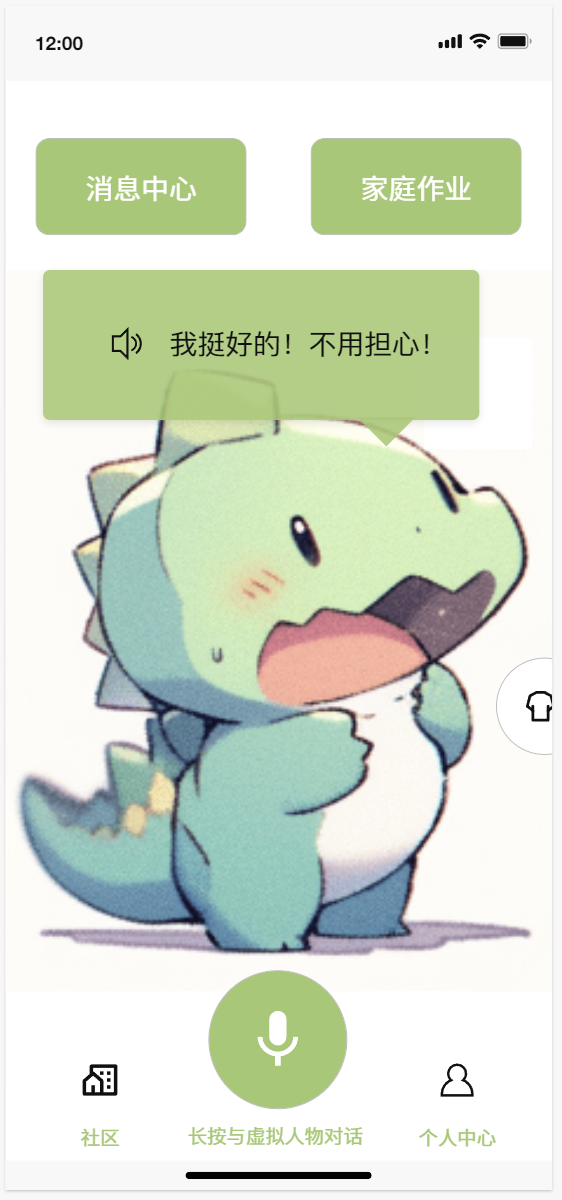 12:00
消息中心
家庭作业
我挺好的！不用担心！
社区
长按与虚拟人物对话
个人中心